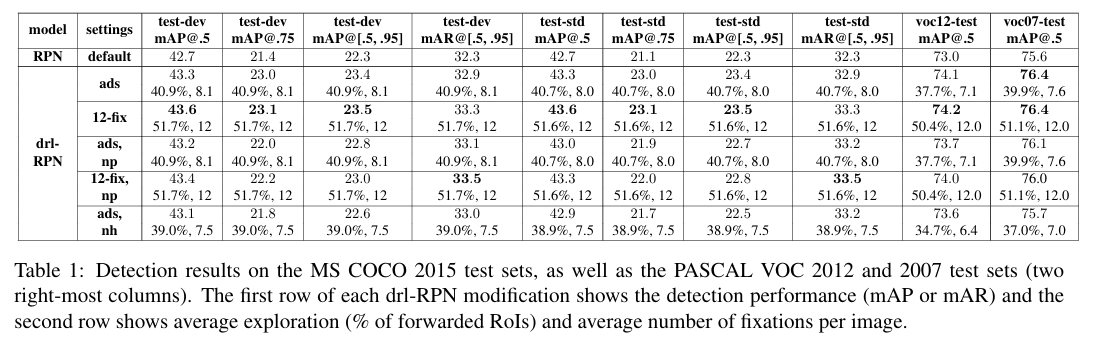 model settings test-dev mAP@.5 test-dev mAP@.75 test-dev mAP@[.5, .95] test-dev mAR@[.5, .95] test-std mAP@.5 test-std mAP@.75 test-std mAP@[.5, .95] test-std mAR@[.5, .95] voc12-test mAP@.5 voc07-test mAP@.5
RPN default 42.7 21.4 22.3 32.3 42.7 21.1 22.3 32.3 73.0 75.6
drl-RPN
ads 43.3 23.0 23.4 32.9 43.3 23.0 23.4 32.9 74.1 76.4
40.9%, 8.1 40.9%, 8.1 40.9%, 8.1 40.9%, 8.1 40.7%, 8.0 40.7%, 8.0 40.7%, 8.0 40.7%, 8.0 37.7%, 7.1 39.9%, 7.6
12-fix 43.6 23.1 23.5 33.3 43.6 23.1 23.5 33.3 74.2 76.4
51.7%, 12 51.7%, 12 51.7%, 12 51.7%, 12 51.6%, 12 51.6%, 12 51.6%, 12 51.6%, 12 50.4%, 12.0 51.1%, 12.0
ads, 43.2 22.0 22.8 33.1 43.0 21.9 22.7 33.2 73.7 76.1
np 40.9%, 8.1 40.9%, 8.1 40.9%, 8.1 40.9%, 8.1 40.7%, 8.0 40.7%, 8.0 40.7%, 8.0 40.7%, 8.0 37.7%, 7.1 39.9%, 7.6
12-fix, 43.4 22.2 23.0 33.5 43.3 22.0 22.8 33.5 74.0 76.0
np 51.7%, 12 51.7%, 12 51.7%, 12 51.7%, 12 51.6%, 12 51.6%, 12 51.6%, 12 51.6%, 12 50.4%, 12.0 51.1%, 12.0
ads, 43.1 21.8 22.6 33.0 42.9 21.7 22.5 33.2 73.6 75.7
nh 39.0%, 7.5 39.0%, 7.5 39.0%, 7.5 39.0%, 7.5 38.9%, 7.5 38.9%, 7.5 38.9%, 7.5 38.9%, 7.5 34.7%, 6.4 37.0%, 7.0
Table 1: Detection results on the MS COCO 2015 test sets, as well as the PASCAL VOC 2012 and 2007 test sets (two
right-most columns). The first row of each drl-RPN modification shows the detection performance (mAP or mAR) and the
second row shows average exploration (% of forwarded RoIs) and average number of fixations per image.